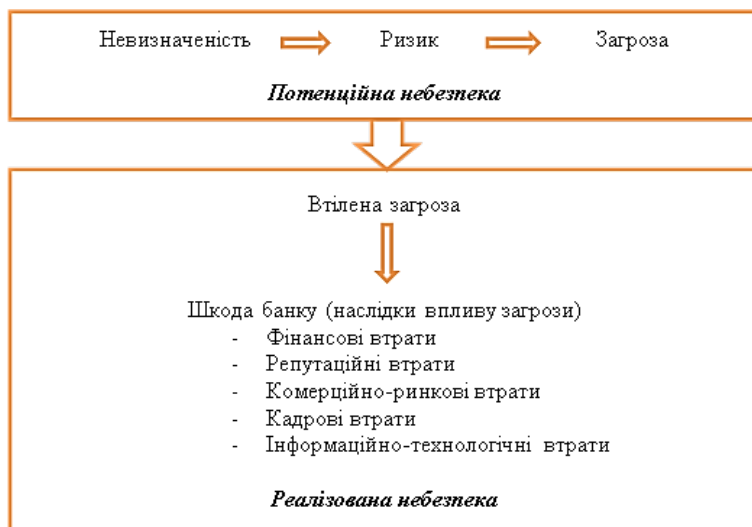 Невизначеність Ризик Загроза
Потенційна небезпека
Втілена загроза
Шкода банку (наслідки впливу загрози)
- Фінансові втрати
- Репутаційні втрати
- Комерційно-ринкові втрати
- Кадрові втрати
- Інформаційно-технологічні втрати
Реалізована небезпека